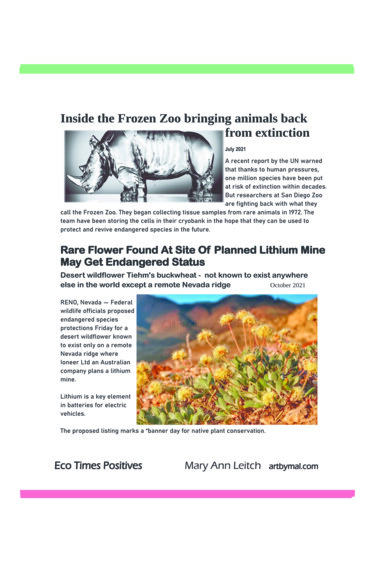 Inside the Frozen Zoo bringing animals back
from extinction
July 2021
A recent report by the UN warned
that thanks to human pressures,
one million species have been put
at risk of extinction within decades.
But researchers at San Diego Zoo
are fighting back with what they
call the Frozen Zoo. They began collecting tissue samples from rare animals in 1972. The
team have been storing the cells in their cryobank in the hope that they can be used to
protect and revive endangered species in the future.
Rare Flower Found At Site Of Planned Lithium Mine
May Get Endangered Status
Desert wildflower Tiehm's buckwheat - not known to exist anywhere
else in the world except a remote Nevada ridge October 2021
RENO, Nevada — Federal
wildlife officials proposed
endangered species
protections Friday for a
desert wildflower known
to exist only on a remote
Nevada ridge where
Ioneer Ltd an Australian
company plans a lithium
mine.
Lithium is a key element
in batteries for electric
vehicles.
The proposed listing marks a "banner day for native plant conservation.
Eco Times Positives Mary Ann Leitch artbymal.com